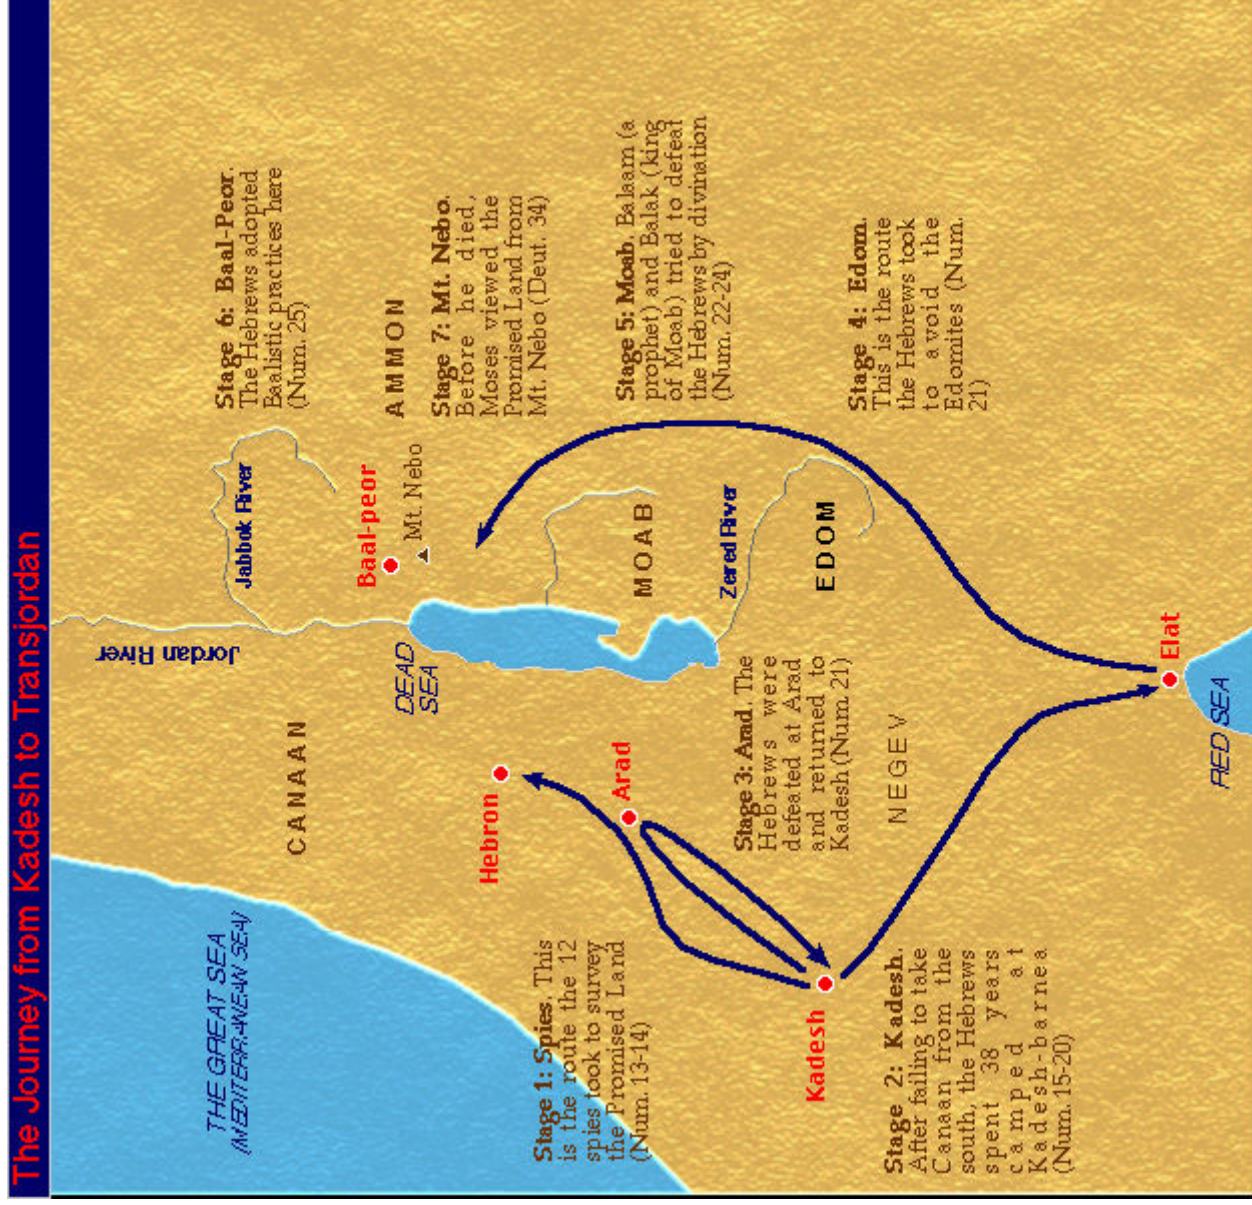 The Journey from Kadesh to Transjordan
THE GREAT SEA
(MEDITERRANEAN SEA)
CANAAN
Jordan River
Jabbok River
Stage 6: Baal-Peor.
The Hebrews adopted
Baalistic practices here
(Num. 25)
Baal-peor
Mt. Nebo
AMMON
Stage 7: Mt. Nebo.
Before he died,
Moses viewed the
Promised Land from
Mt. Nebo (Deut. 34)
DEAD
SEA
Hebron
Arad
Stage 1: Spies. This
is the route the 12
spies took to survey
the Promised Land
(Num. 13-14)
MOAB
Stage 5: Moab. Balaam (a
prophet) and Balak (king
of Moab) tried to defeat
the Hebrews by divination
(Num. 22-24)
Zered River
Stage 3: Arad. The
Hebrews were
defeated at Arad
and returned to
Kadesh (Num. 21)
Kadesh
EDOM
Stage 4: Edom.
This is the route
the Hebrews took
to avoid the
Edomites (Num.
21)
NEGEV
Stage 2: Kadesh.
After failing to take
Canaan from the
south, the Hebrews
spent 38 years
camped at
Kadesh-barnea
(Num. 15-20)
Elat
RED SEA